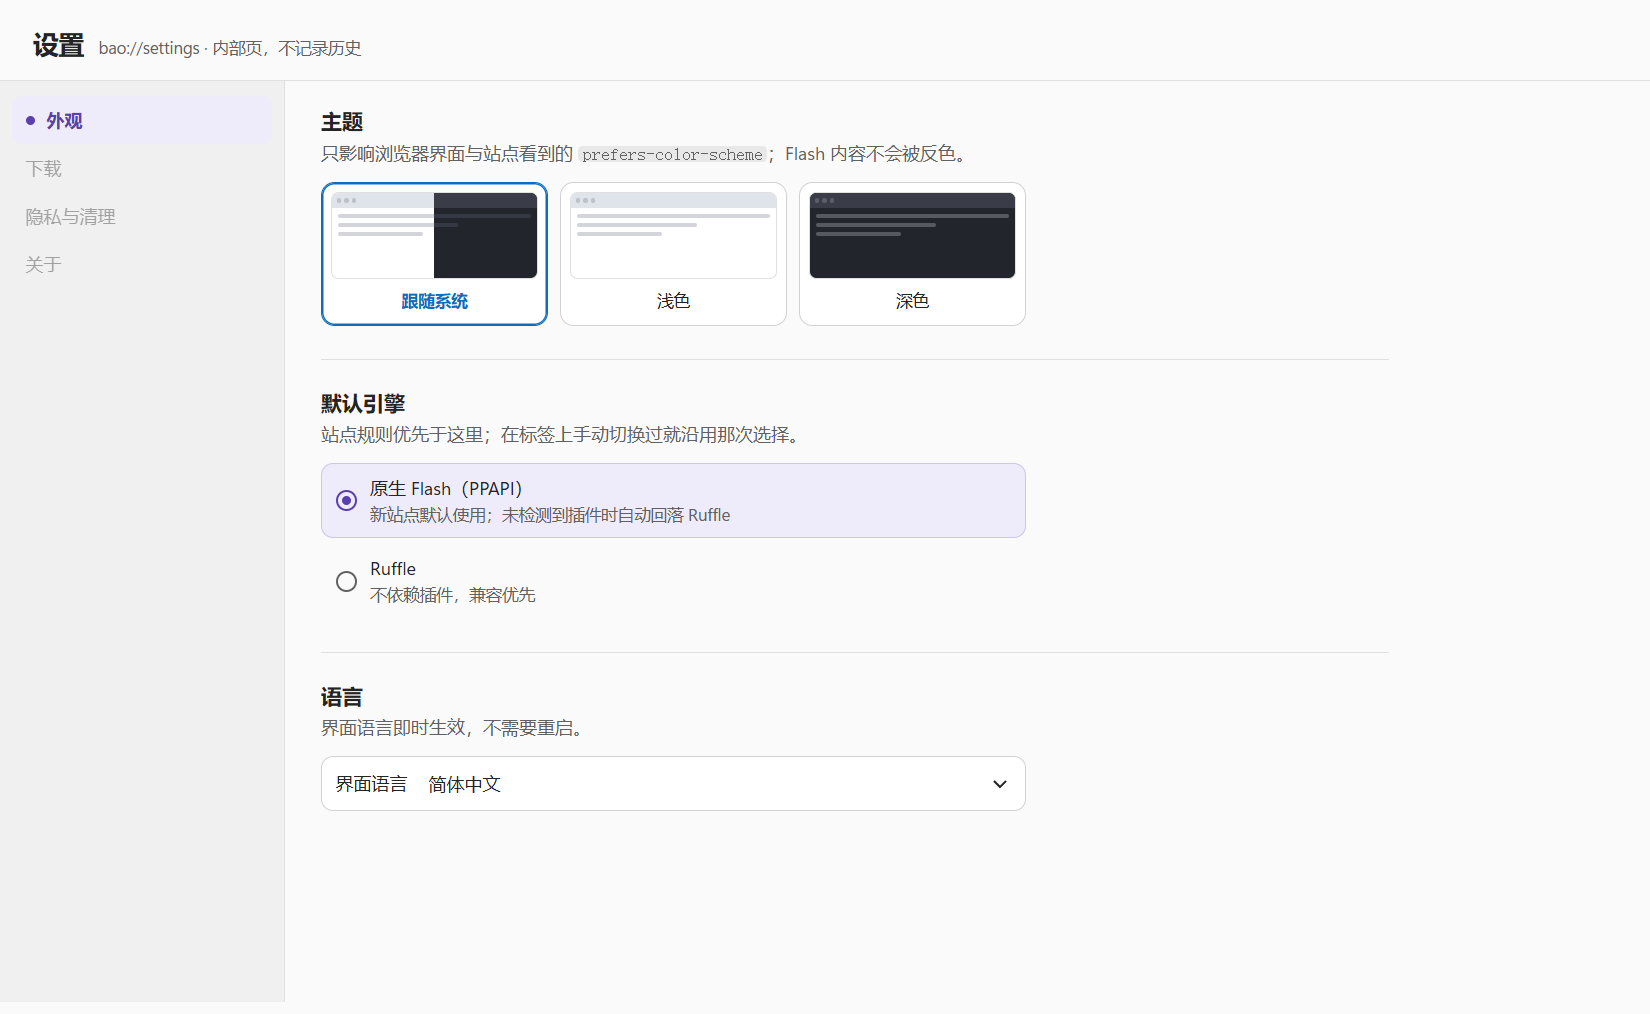 设置 bao://settings · 内部页，不记录历史
外观
下载
隐私与清理
关于
主题
只影响浏览器界面与站点看到的 prefers-color-scheme；Flash 内容不会被反色。
跟随系统
浅色
深色
默认引擎
站点规则优先于这里；在标签上手动切换过就沿用那次选择。
原生 Flash（PPAPI）
新站点默认使用；未检测到插件时自动回落 Ruffle
Ruffle
不依赖插件，兼容优先
语言
界面语言即时生效，不需要重启。
界面语言 简体中文